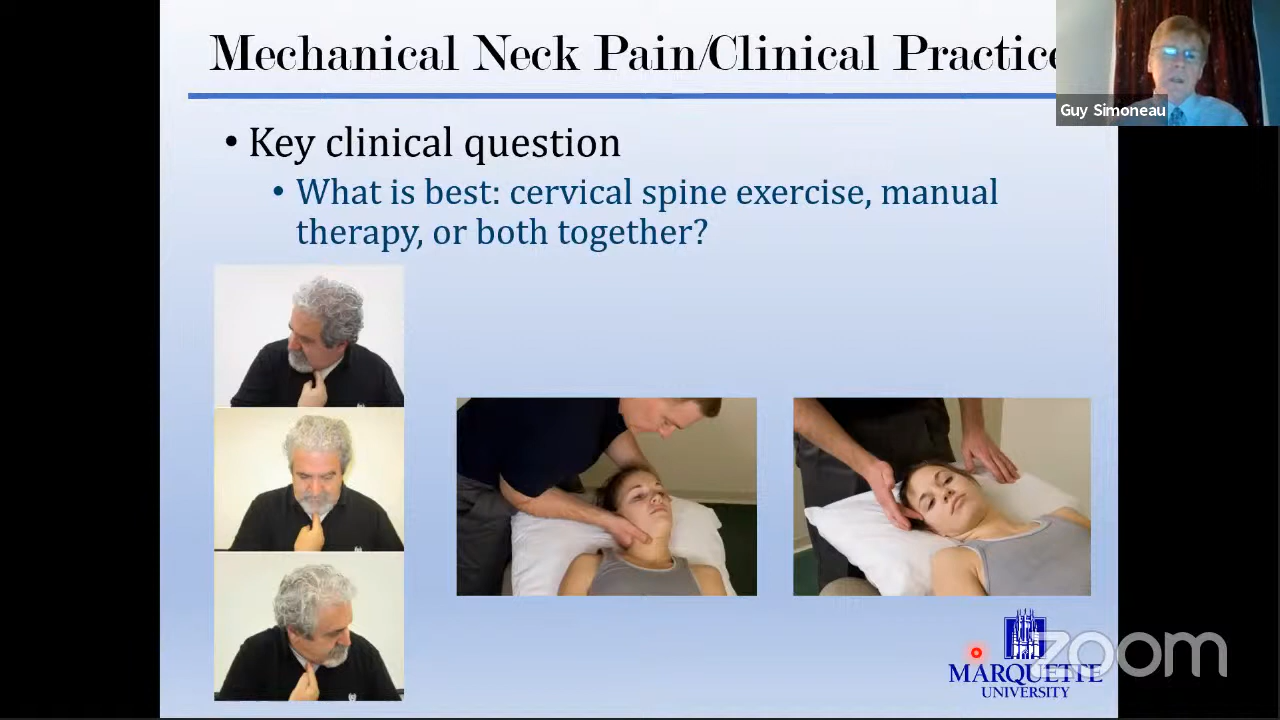 Mechanical Neck Pain/Clinical Practice
Guy Simoneau
• Key clinical question
• What is best: cervical spine exercise, manual
therapy, or both together?
zoom
MARQUETTE
UNIVERSITY